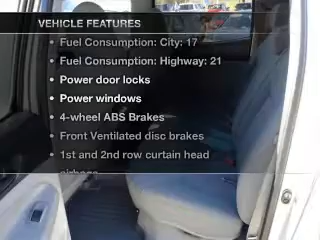 VEHICLE FEATURES
• Fuel Consumption: City: 17
• Fuel Consumption: Highway: 21
• Power door locks
• Power windows
• 4-wheel ABS Brakes
• Front Ventilated disc brakes
• 1st and 2nd row curtain head
airbags